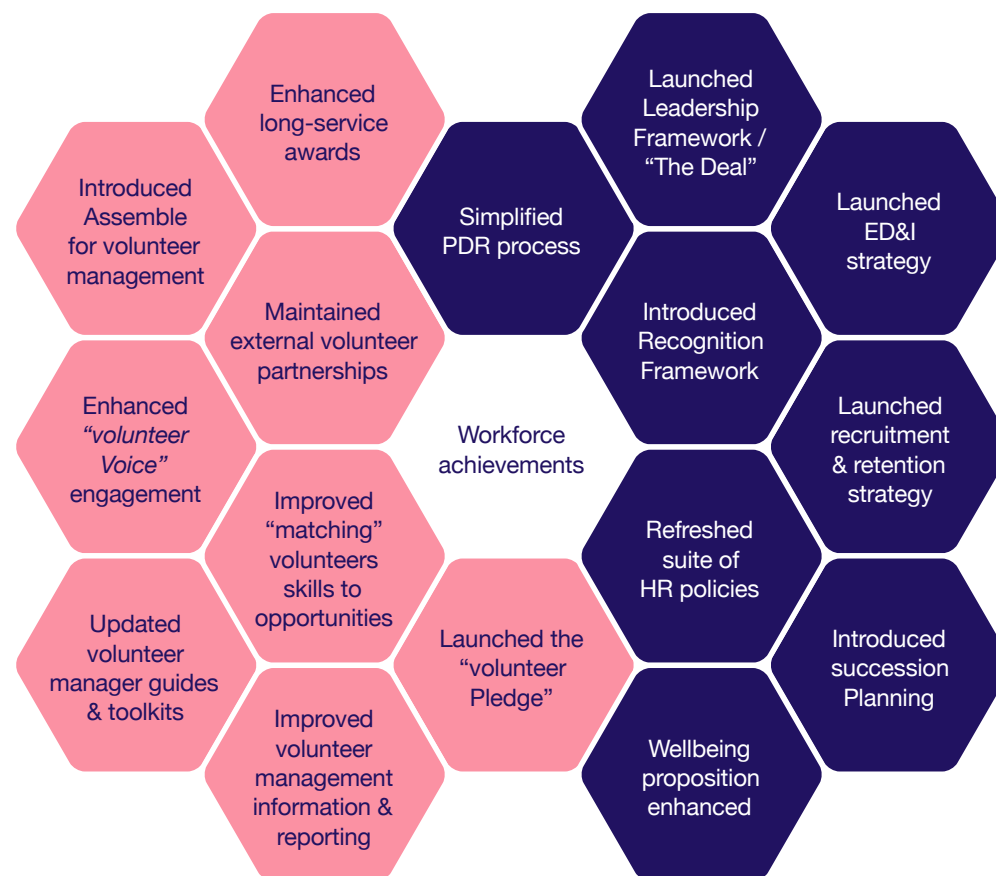 Enhanced
long-service
awards
Launched
Leadership
Framework /
“The Deal”
Introduced
Assemble
for volunteer
management
Simplified
PDR process
Launched
ED&I
strategy
Maintained
external volunteer
partnerships
Introduced
Recognition
Framework
Enhanced
“volunteer
Voice”
engagement
Workforce
achievements
Launched
recruitment
& retention
strategy
Improved
“matching”
volunteers
skills to
opportunities
Refreshed
suite of
HR policies
Updated
volunteer
manager guides
& toolkits
Launched the
“volunteer
Pledge”
Introduced
succession
Planning
Improved
volunteer
management
information &
reporting
Wellbeing
proposition
enhanced